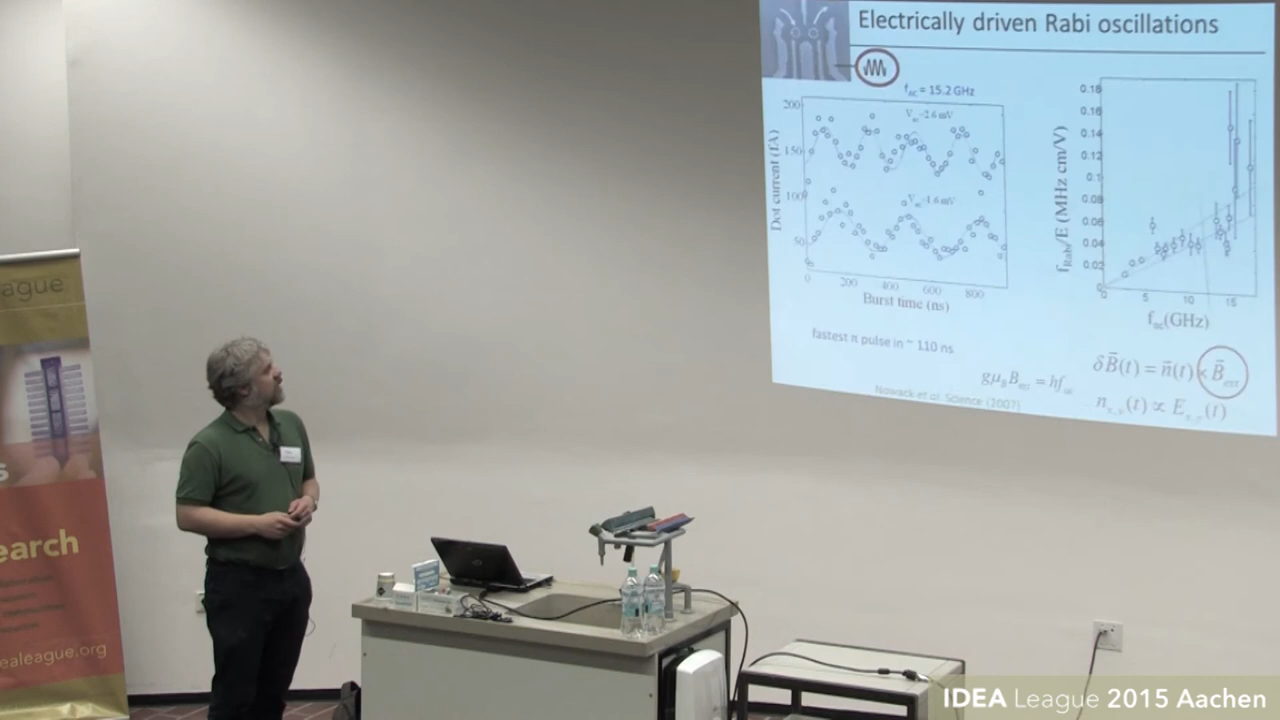 Electrically driven Rabi oscillations
f_ac = 15.2 GHz
V_ac=2.6 mV
V_ac=1.6 mV
Dot current (fA)
200
150
100
50
0
200
400
600
800
Burst time (ns)
f_Rabi/E (MHz cm/V)
0.18
0.16
0.14
0.12
0.1
0.08
0.06
0.04
0.02
0
0
5
10
15
f_ac(GHz)
fastest π pulse in ~ 110 ns
gμ_B B_ext = hf_ac
Nowack et al. Science (2007)
δB⃗(t) = n⃗(t) × B⃗_ext
n_x,y(t) ∝ E_x,y(t)
ague
s
earch
ealeague.org
IDEA League 2015 Aachen